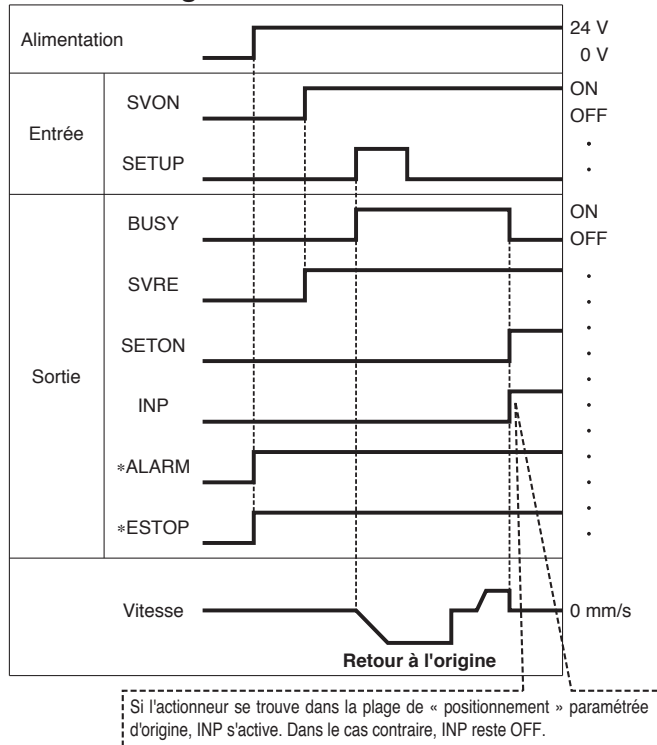 Alimentation
24 V
0 V
Entrée
SVON
ON
OFF
SETUP
Sortie
BUSY
ON
OFF
SVRE
SETON
INP
*ALARM
*ESTOP
Vitesse
0 mm/s
Retour à l'origine
Si l'actionneur se trouve dans la plage de « positionnement » paramétrée
d'origine, INP s'active. Dans le cas contraire, INP reste OFF.